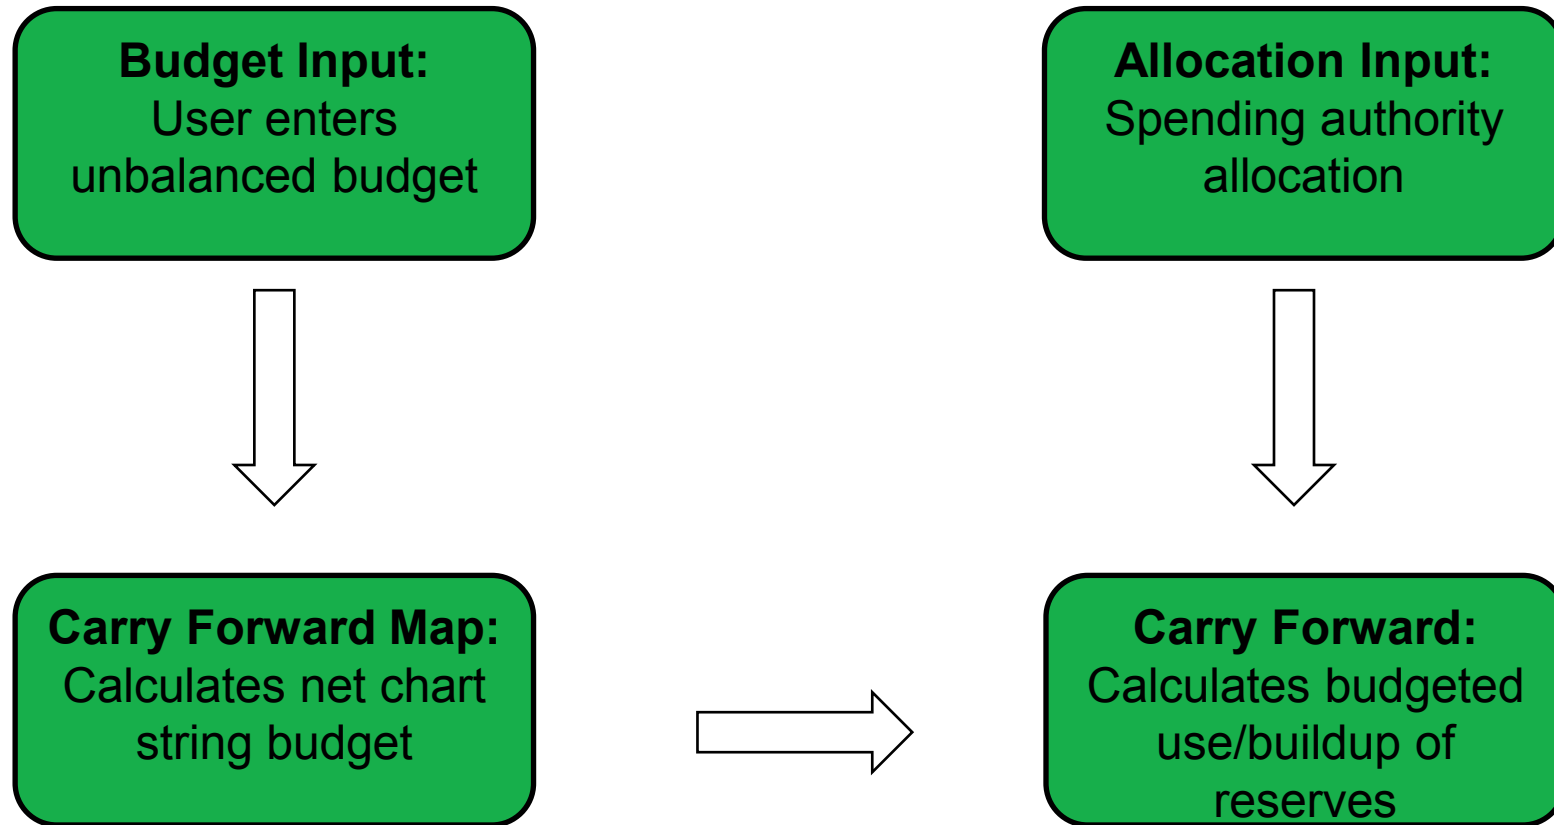 Budget Input:
User enters
unbalanced budget
Allocation Input:
Spending authority
allocation
Carry Forward Map:
Calculates net chart
string budget
Carry Forward:
Calculates budgeted
use/buildup of
reserves